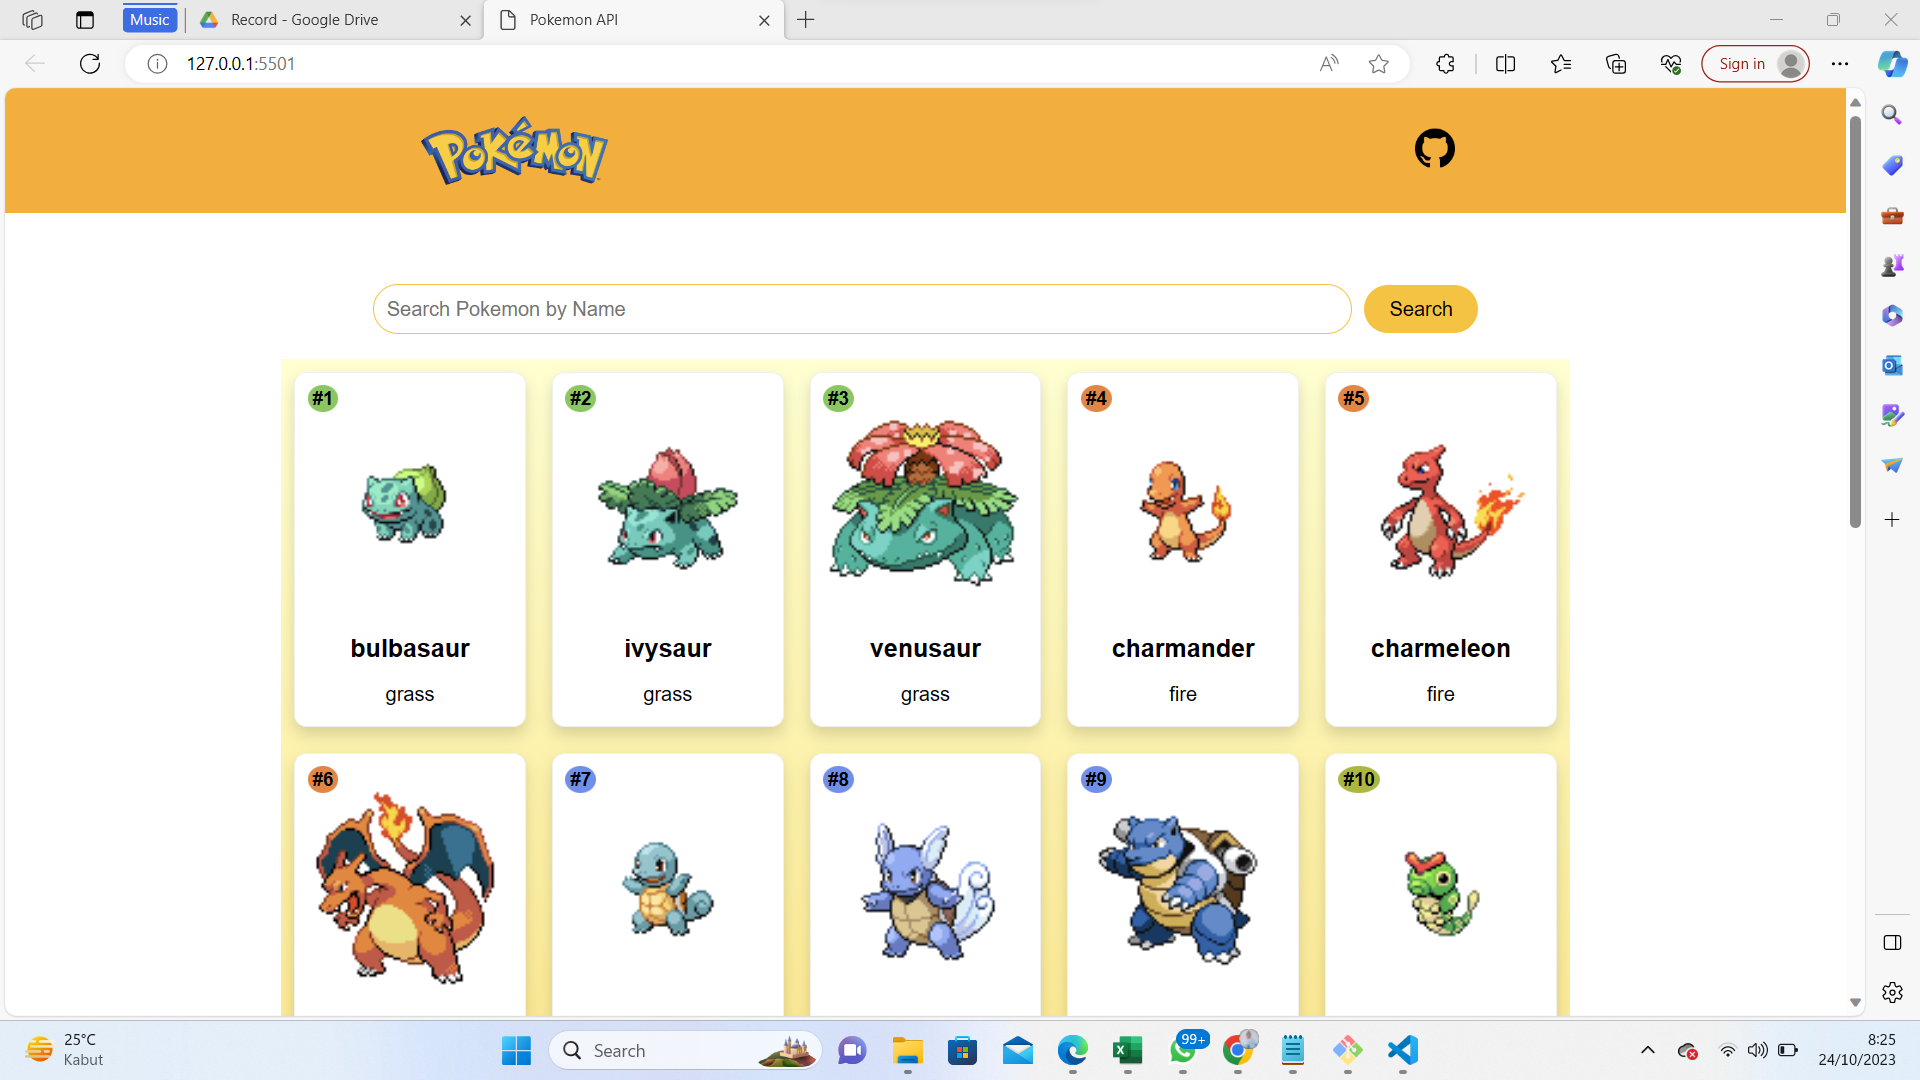 Music
Record - Google Drive
Pokemon API
127.0.0.1:5501
Sign in
POKéMON
Search Pokemon by Name
Search
#1
#2
#3
#4
#5
bulbasaur
ivysaur
venusaur
charmander
charmeleon
grass
grass
grass
fire
fire
#6
#7
#8
#9
#10
25°C
Kabut
Search
99+
8:25
24/10/2023